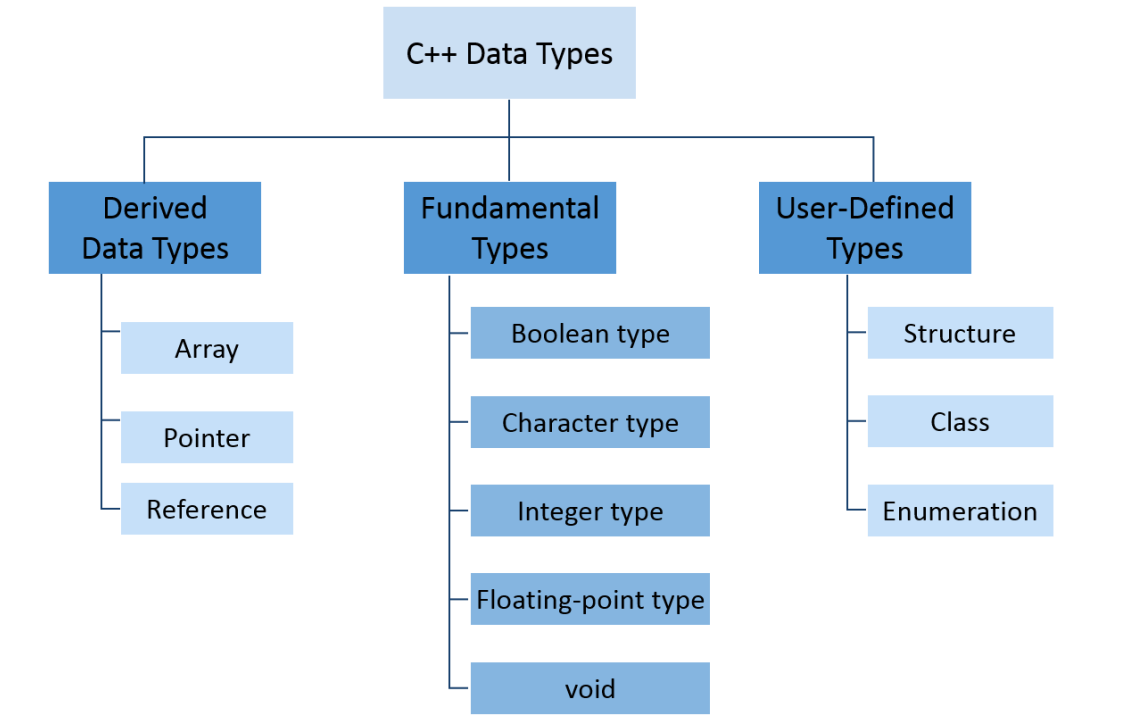 C++ Data Types
Derived
Data Types
Array
Pointer
Reference
Fundamental
Types
Boolean type
Character type
Integer type
Floating-point type
void
User-Defined
Types
Structure
Class
Enumeration